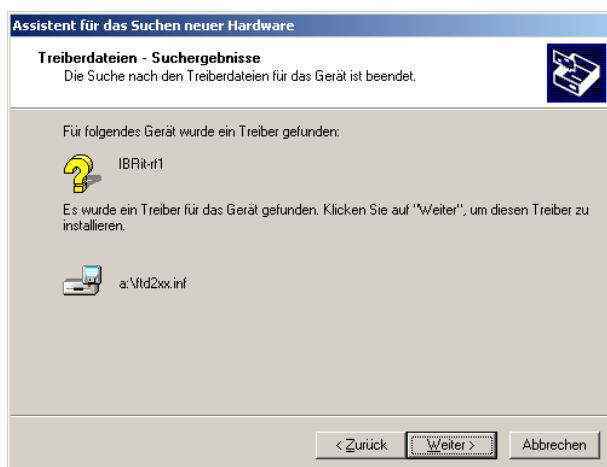 Assistent für das Suchen neuer Hardware
Treiberdateien - Suchergebnisse
Die Suche nach den Treiberdateien für das Gerät ist beendet.
Für folgendes Gerät wurde ein Treiber gefunden:
IBRit-rf1
Es wurde ein Treiber für das Gerät gefunden. Klicken Sie auf "Weiter", um diesen Treiber zu
installieren.
a:\ftd2xx.inf
< Zurück
Weiter >
Abbrechen